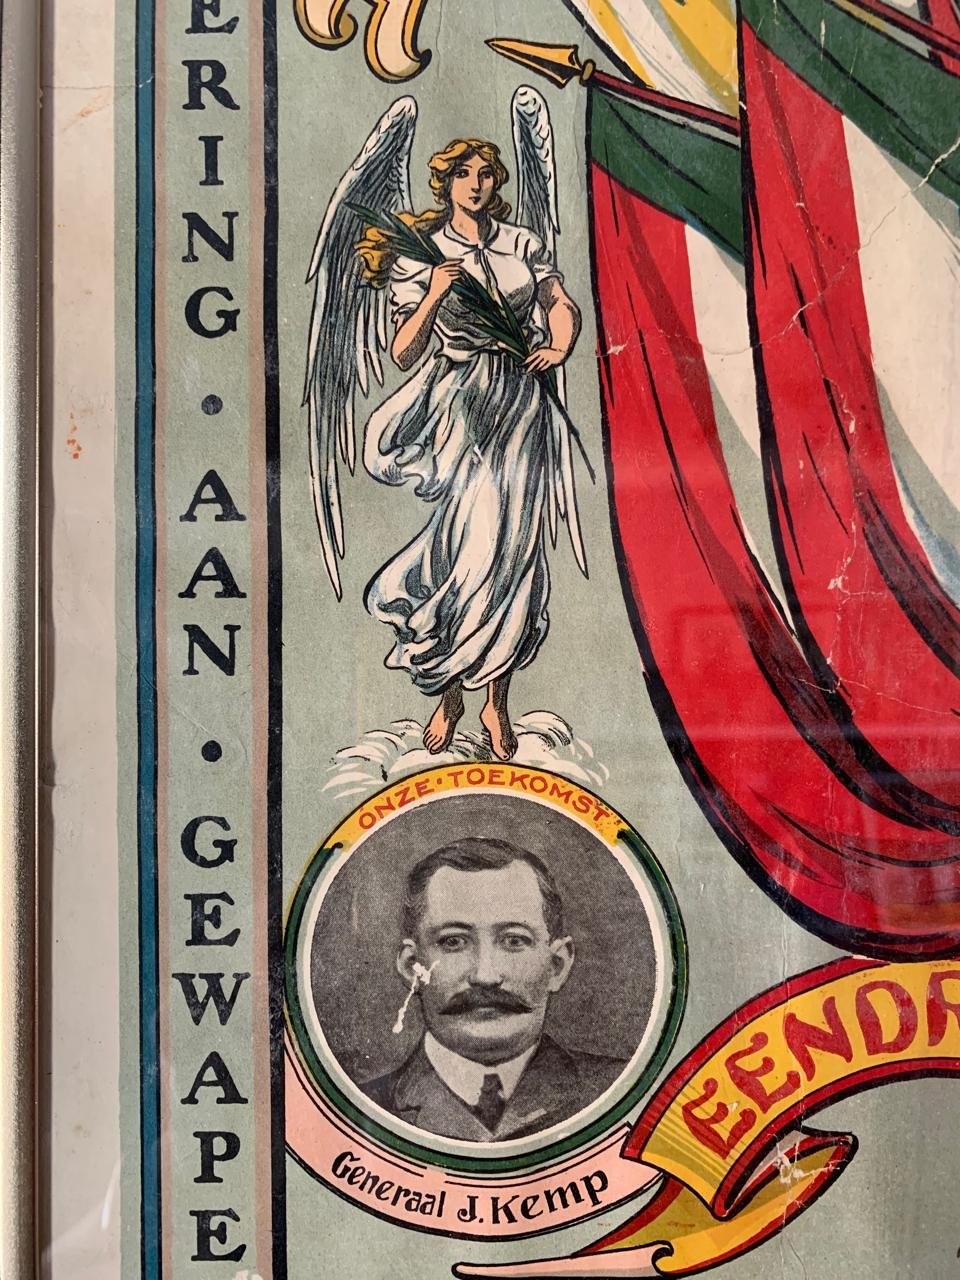 ERING · AAN · GEWAPE
ONZE · TOEKOMST
Generaal J. Kemp
EENDR